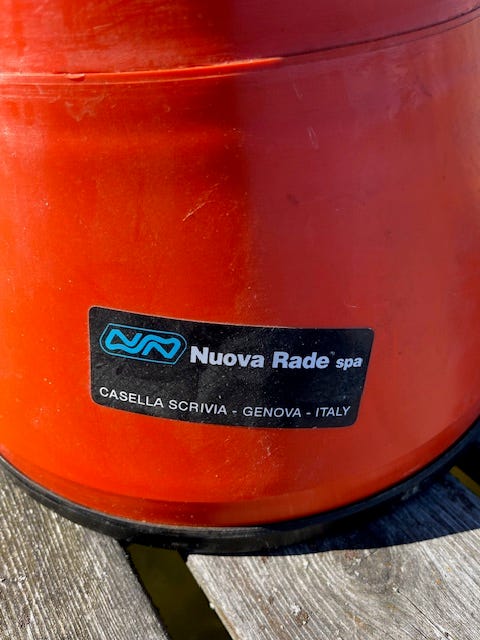 Nuova Rade spa
CASELLA SCRIVIA - GENOVA - ITALY